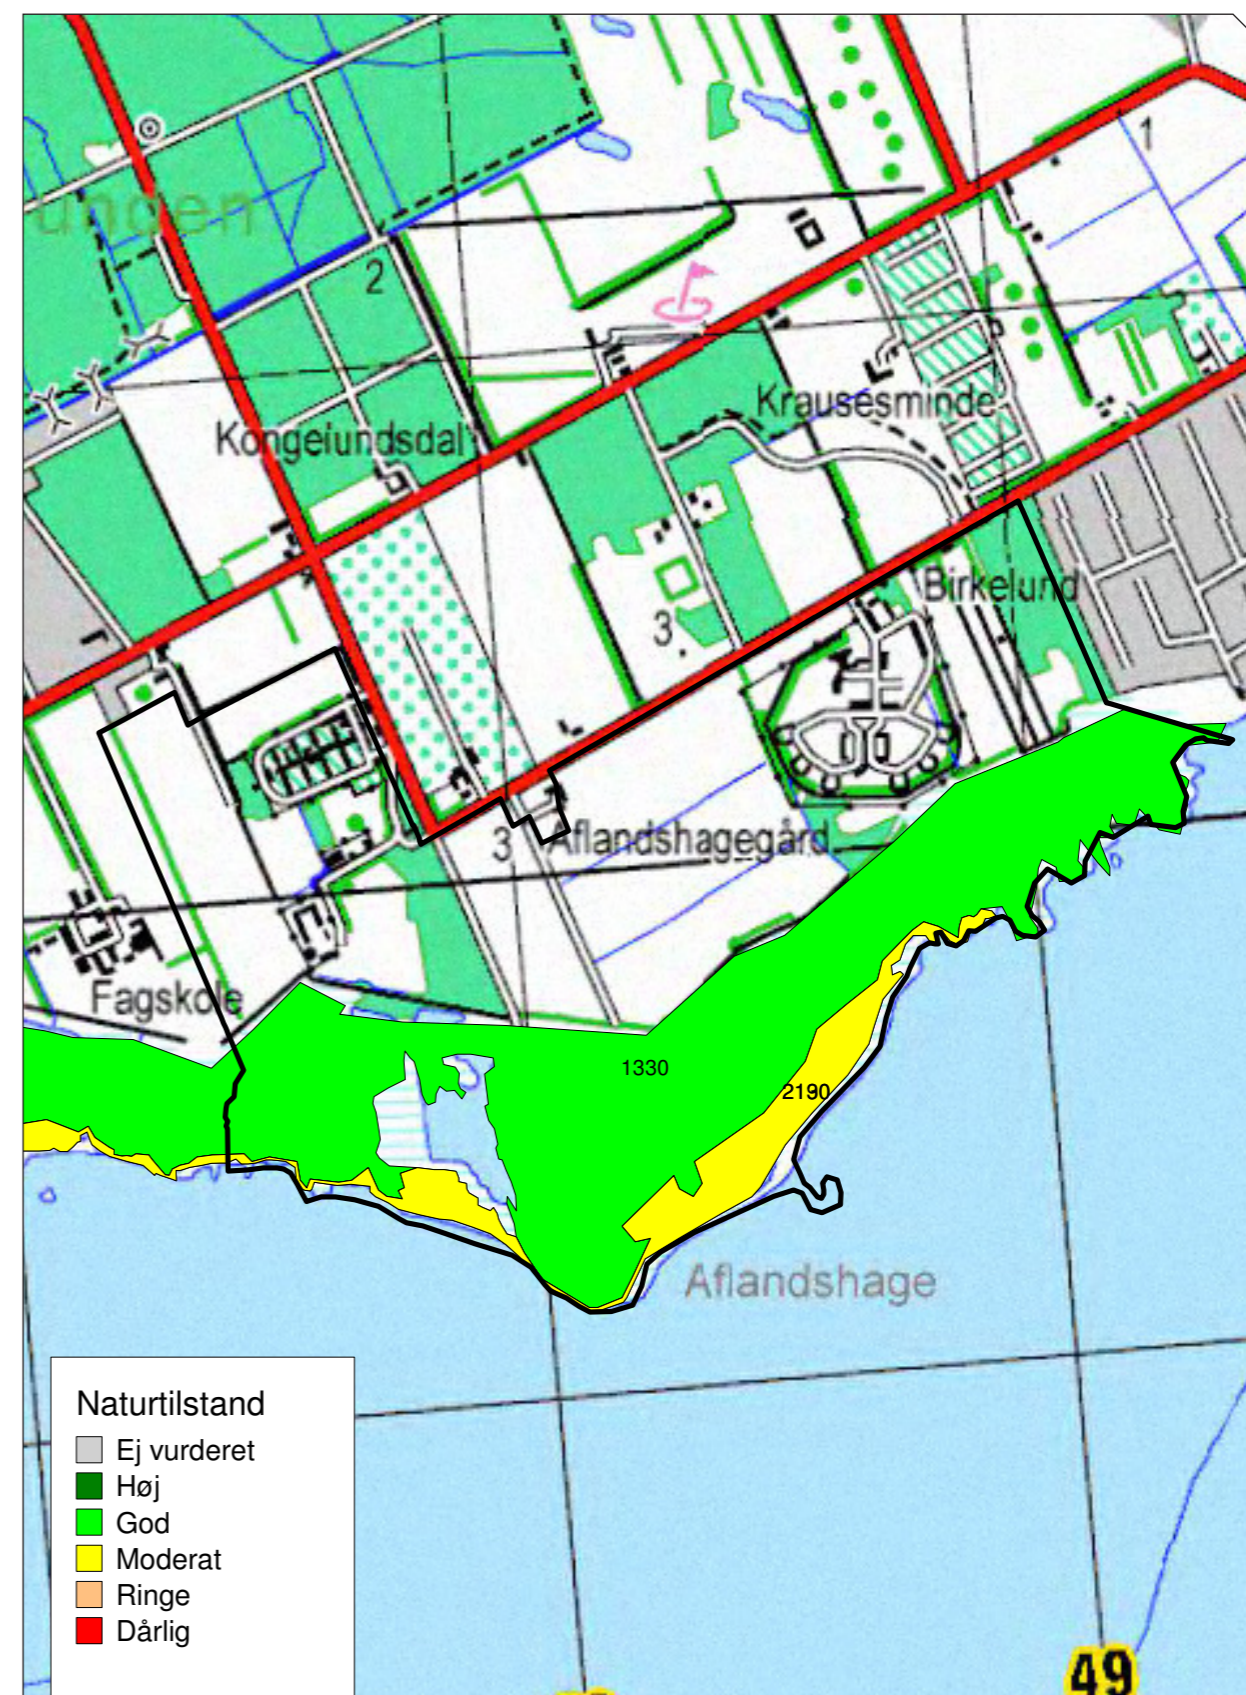 unden
1
2
Krausesminde
Kongelundsdal
Birkelund
3
3
Aflandshagegård
Fagskole
1330
2190
Aflandshage
Naturtilstand
Ej vurderet
Høj
God
Moderat
Ringe
Dårlig
49